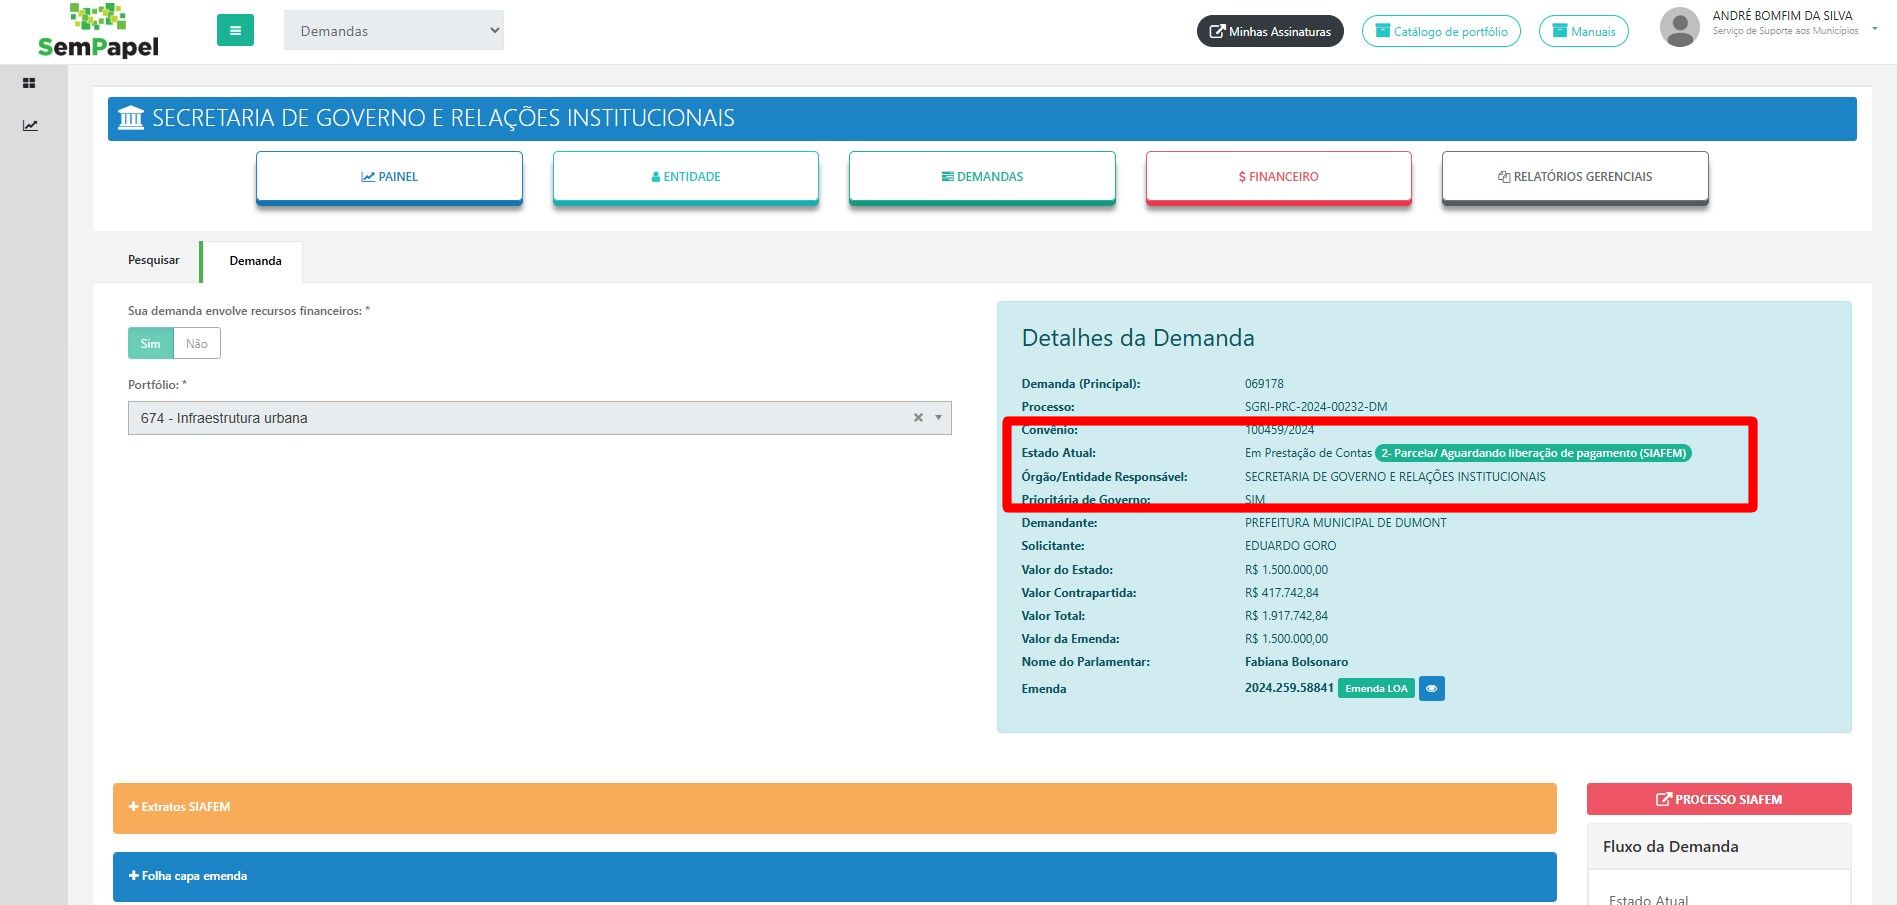 SemPapel
Demandas
Minhas Assinaturas
Catálogo de portfólio
Manuais
ANDRÉ BOMFIM DA SILVA
Serviço de Suporte aos Municípios
SECRETARIA DE GOVERNO E RELAÇÕES INSTITUCIONAIS
PAINEL
ENTIDADE
DEMANDAS
$ FINANCEIRO
RELATÓRIOS GERENCIAIS
Pesquisar
Demanda
Sua demanda envolve recursos financeiros: *
Sim Não
Portfólio: *
674 - Infraestrutura urbana
Detalhes da Demanda
Demanda (Principal): 069178
Processo: SGRI-PRC-2024-00232-DM
Convênio: 100459/2024
Estado Atual: Em Prestação de Contas 2- Parcela/ Aguardando liberação de pagamento (SIAFEM)
Órgão/Entidade Responsável: SECRETARIA DE GOVERNO E RELAÇÕES INSTITUCIONAIS
Prioritária de Governo: SIM
Demandante: PREFEITURA MUNICIPAL DE DUMONT
Solicitante: EDUARDO GORO
Valor do Estado: R$ 1.500.000,00
Valor Contrapartida: R$ 417.742,84
Valor Total: R$ 1.917.742,84
Valor da Emenda: R$ 1.500.000,00
Nome do Parlamentar: Fabiana Bolsonaro
Emenda 2024.259.58841 Emenda LOA
+ Extratos SIAFEM
PROCESSO SIAFEM
Fluxo da Demanda
+ Folha capa emenda
Estado Atual